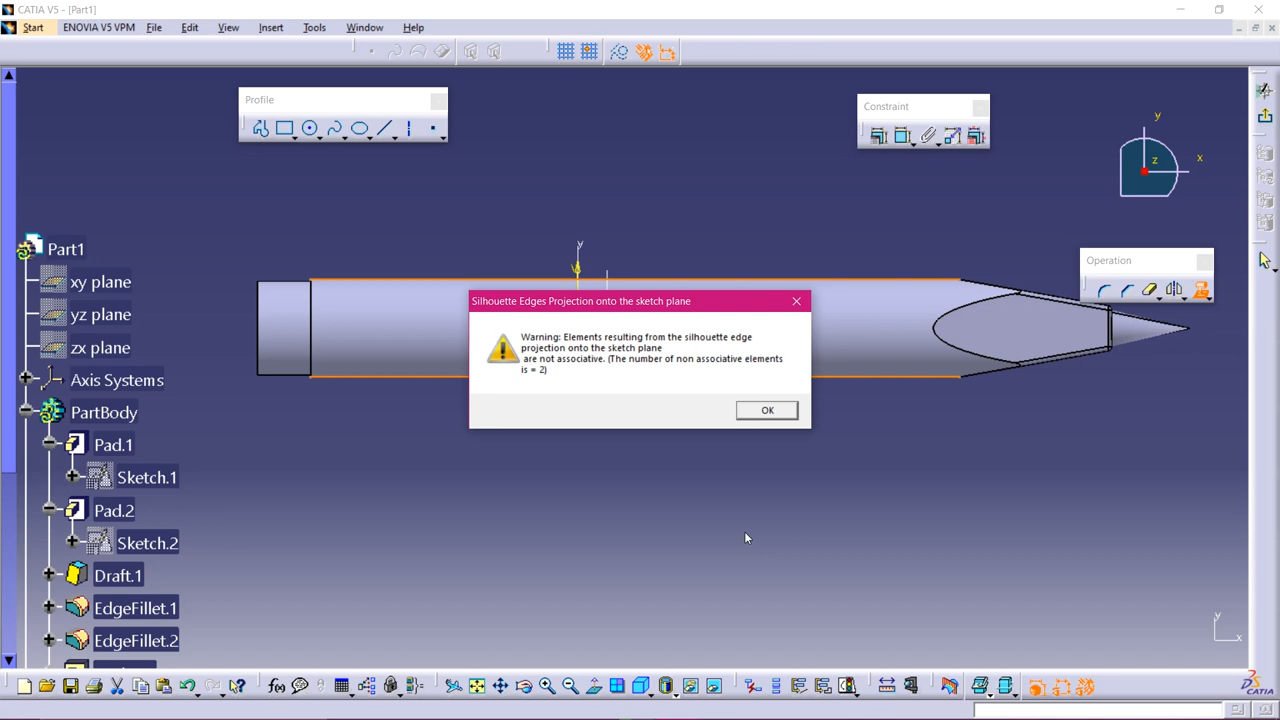 CATIA V5 - [Part1]
Start ENOVIA V5 VPM File Edit View Insert Tools Window Help
Profile
Constraint
y
x
z
y
Operation
Part1
xy plane
yz plane
zx plane
Axis Systems
PartBody
Pad.1
Sketch.1
Pad.2
Sketch.2
Draft.1
EdgeFillet.1
EdgeFillet.2
Silhouette Edges Projection onto the sketch plane
Warning: Elements resulting from the silhouette edge
projection onto the sketch plane
are not associative. (The number of non associative elements
is = 2)
OK
y
x
f(x)
CATIA